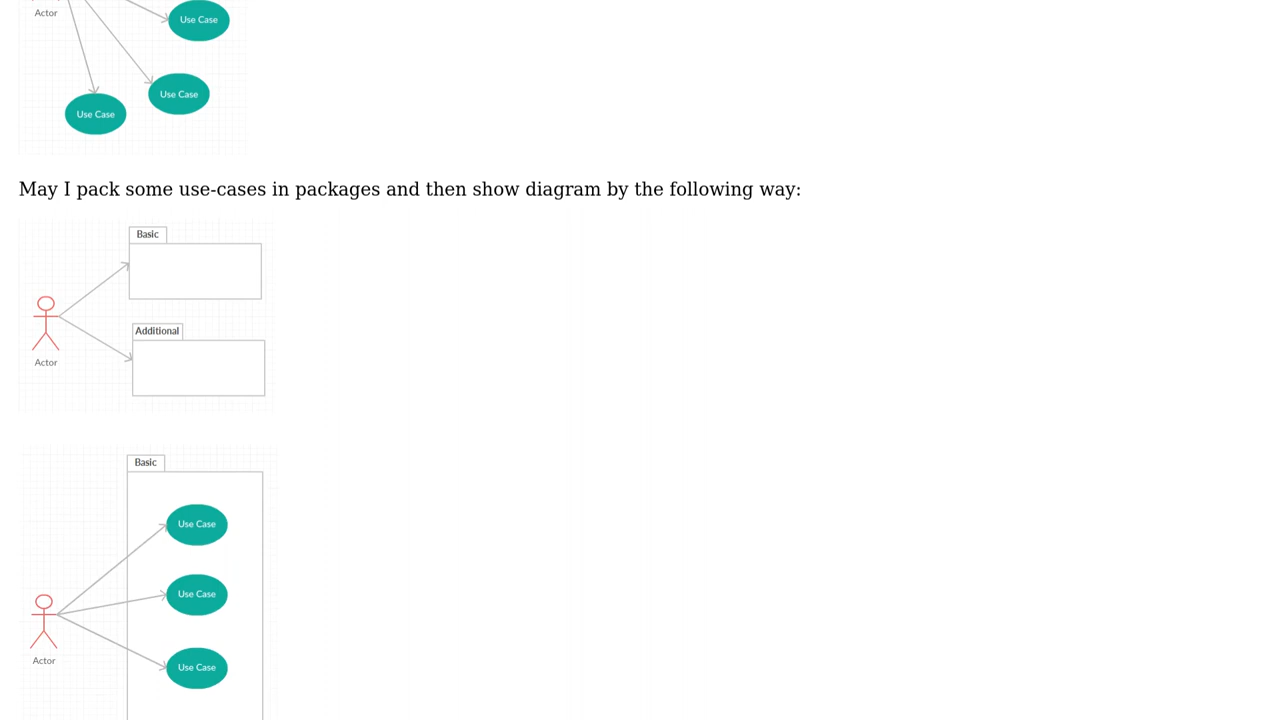 Actor
Use Case
Use Case
Use Case
May I pack some use-cases in packages and then show diagram by the following way:
Basic
Additional
Actor
Basic
Use Case
Use Case
Actor
Use Case